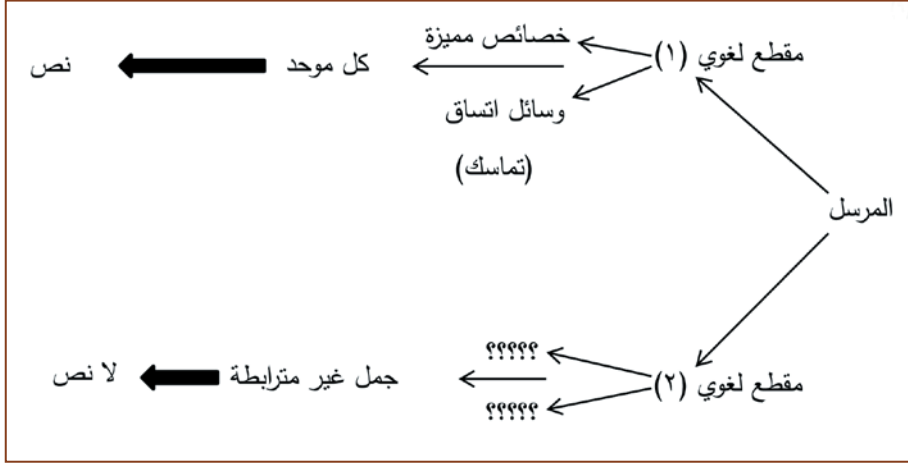 مقطع لغوي (١)
خصائص مميزة
وسائل اتساق
(تماسك)
كل موحد
نص
المرسل
مقطع لغوي (٢)
؟؟؟؟؟
؟؟؟؟؟
جمل غير مترابطة
لا نص